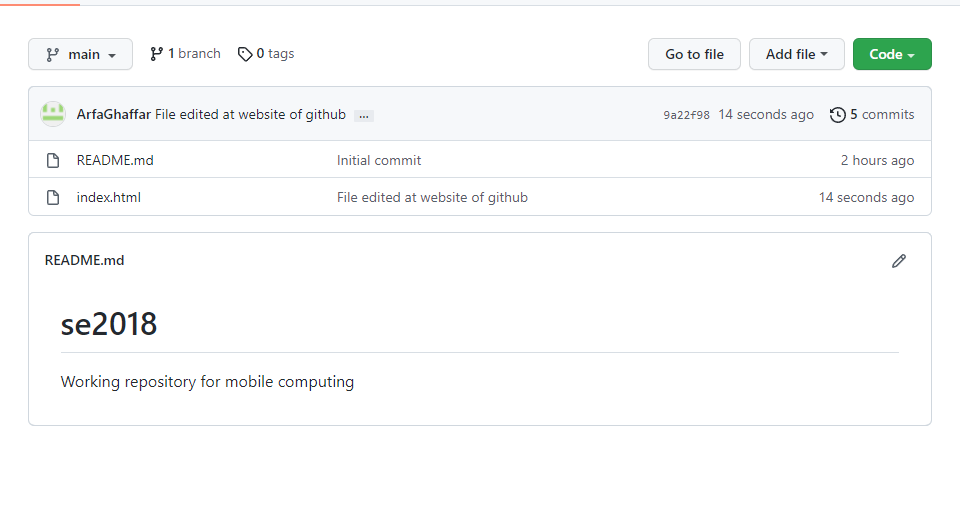 main 1 branch 0 tags Go to file Add file Code
ArfaGhaffar File edited at website of github ... 9a22f98 14 seconds ago 5 commits
README.md Initial commit 2 hours ago
index.html File edited at website of github 14 seconds ago
README.md
se2018
Working repository for mobile computing